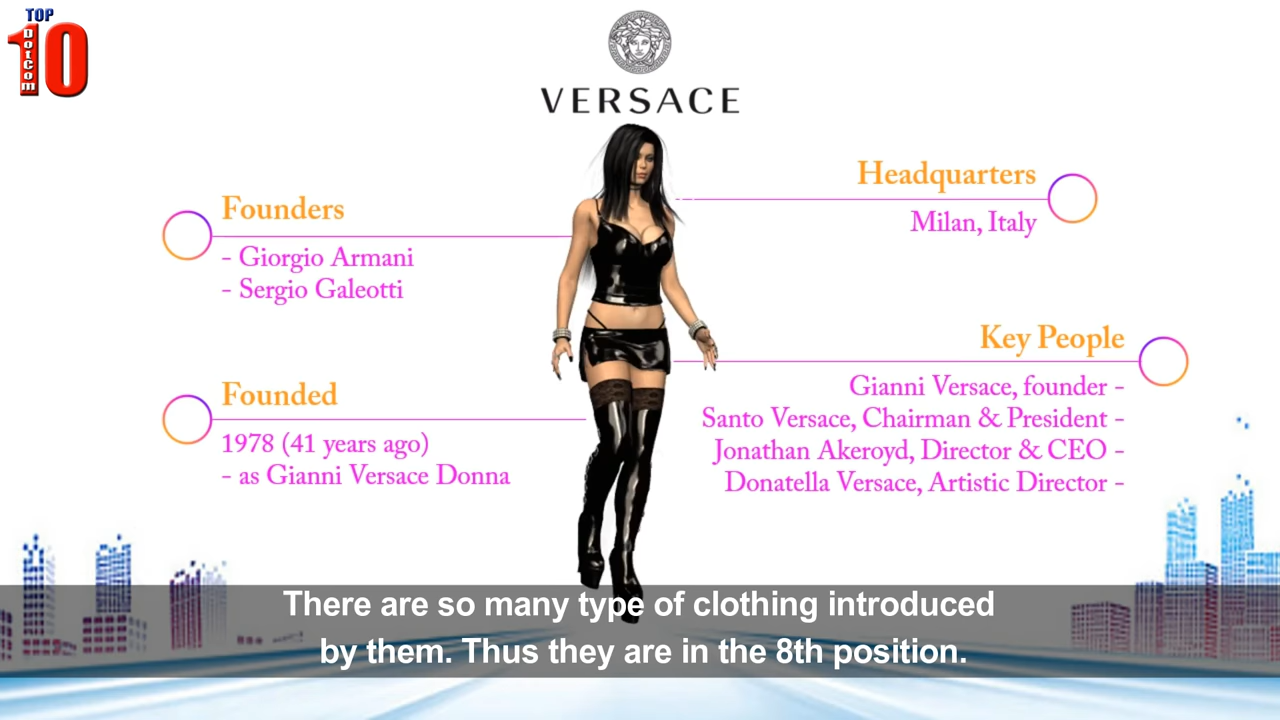 TOP
10
DotCom
VERSACE
Founders
- Giorgio Armani
- Sergio Galeotti
Headquarters
Milan, Italy
Founded
1978 (41 years ago)
- as Gianni Versace Donna
Key People
Gianni Versace, founder -
Santo Versace, Chairman & President -
Jonathan Akeroyd, Director & CEO -
Donatella Versace, Artistic Director -
There are so many type of clothing introduced
by them. Thus they are in the 8th position.